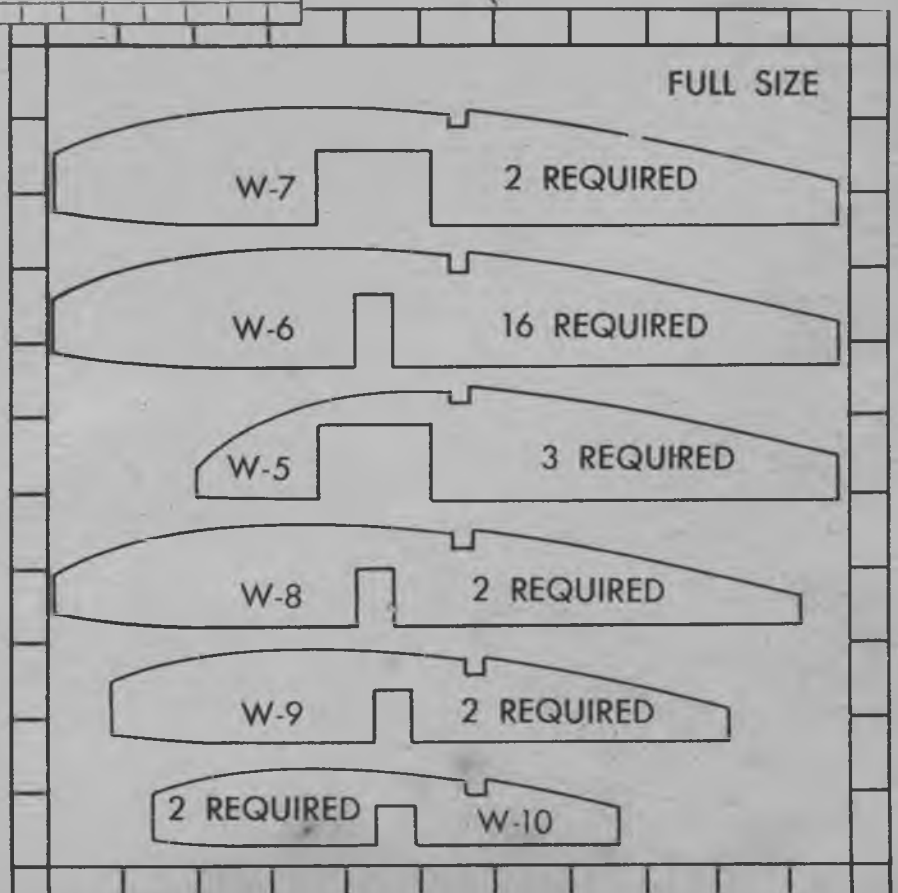 FULL SIZE
W-7 2 REQUIRED
W-6 16 REQUIRED
W-5 3 REQUIRED
W-8 2 REQUIRED
W-9 2 REQUIRED
2 REQUIRED W-10